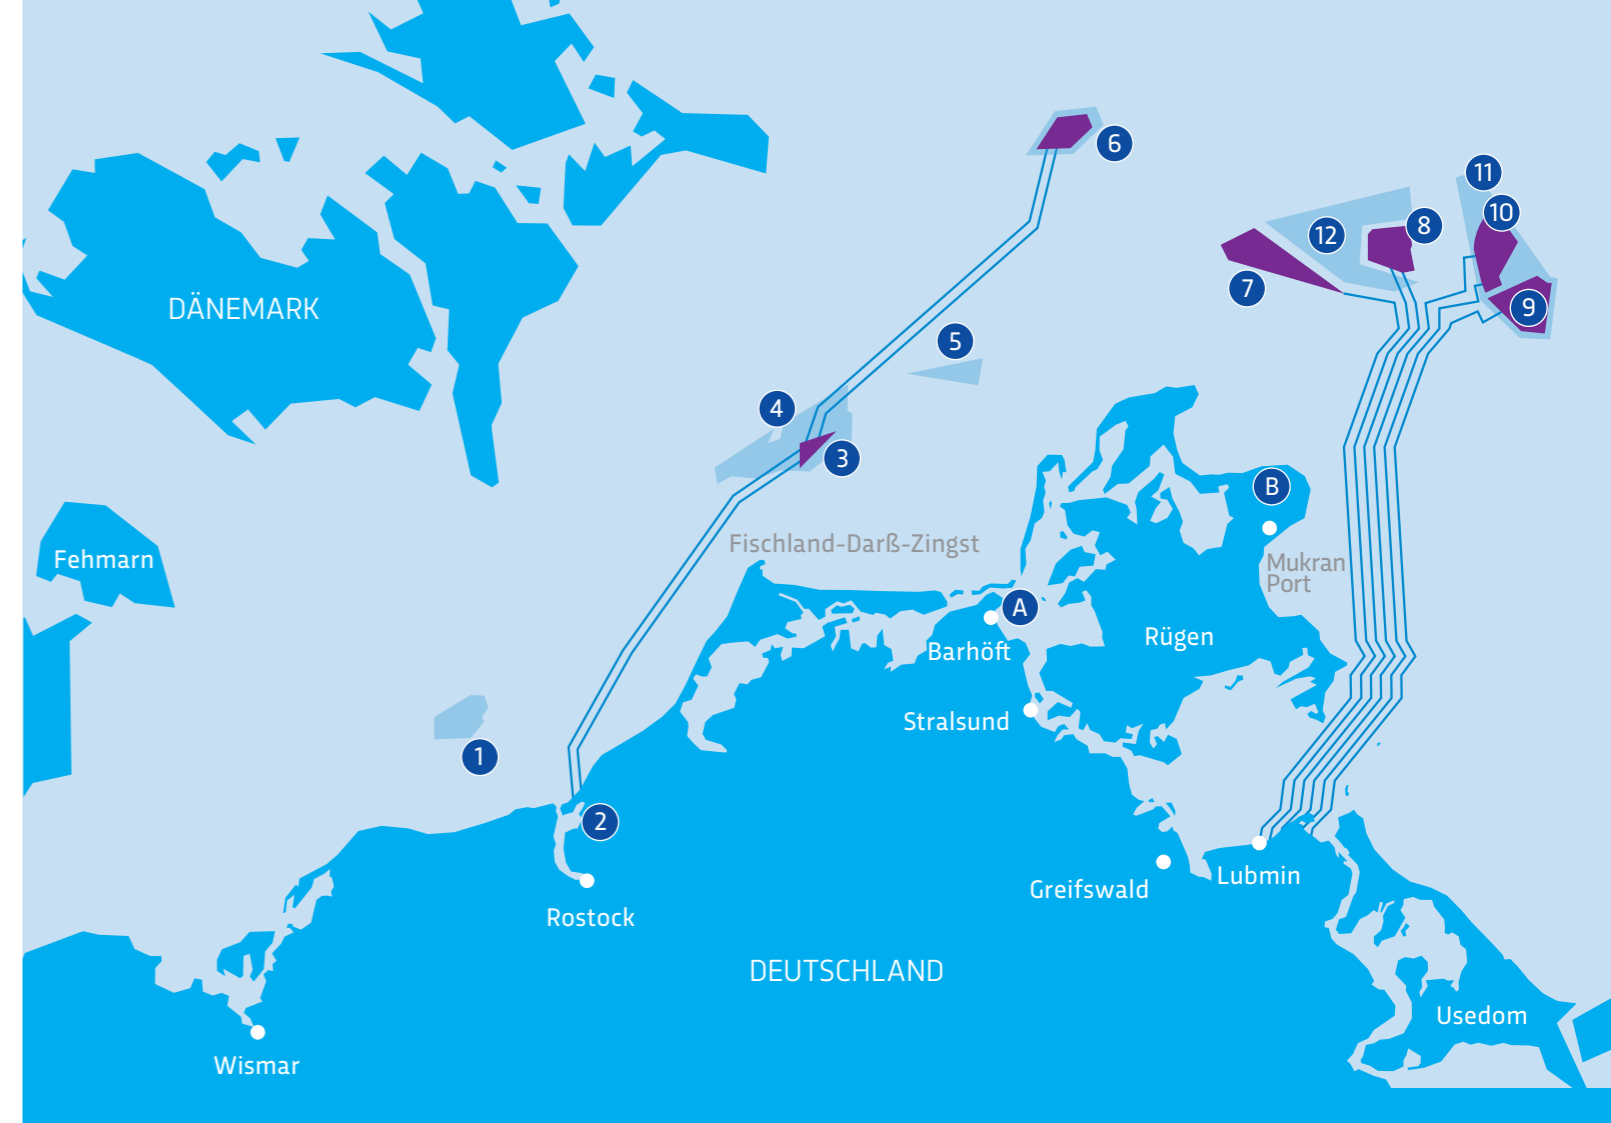 6
11
10
12
8
7
9
DÄNEMARK
5
4
3
B
Fischland-Darß-Zingst
Fehmarn
Mukran
Port
A
Barhöft
Rügen
Stralsund
1
2
Lubmin
Greifswald
Rostock
DEUTSCHLAND
Usedom
Wismar